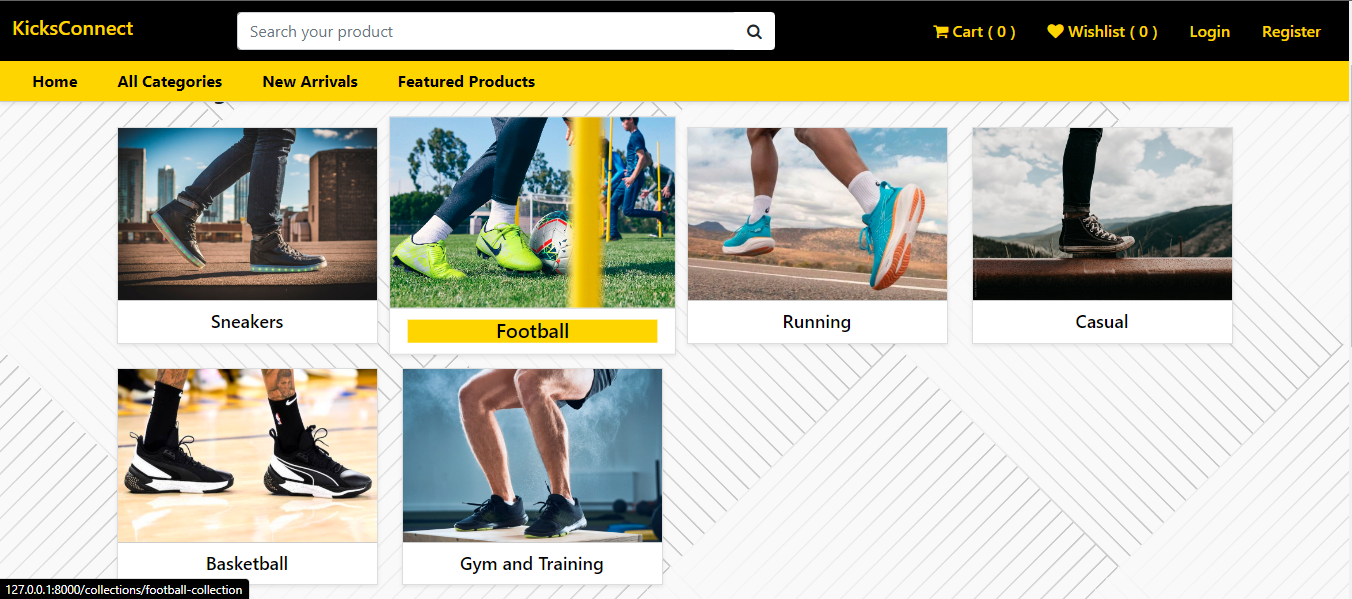 KicksConnect
Search your product
Cart ( 0 )
Wishlist ( 0 )
Login
Register
Home
All Categories
New Arrivals
Featured Products
Sneakers
Football
Running
Casual
Basketball
Gym and Training
127.0.0.1:8000/collections/football-collection